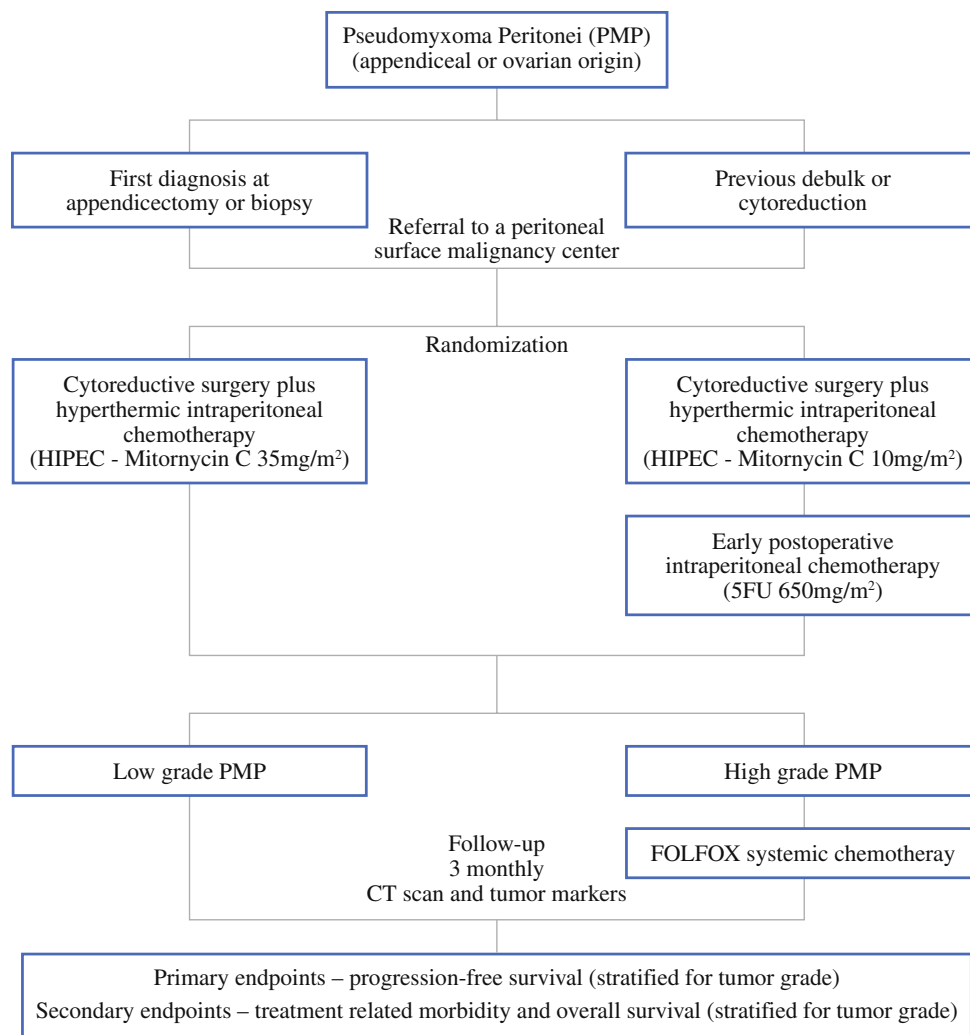 Pseudomyxoma Peritonei (PMP)
(appendiceal or ovarian origin)
First diagnosis at
appendicectomy or biopsy
Previous debulk or
cytoreduction
Referral to a peritoneal
surface malignancy center
Randomization
Cytoreductive surgery plus
hyperthermic intraperitoneal
chemotherapy
(HIPEC - Mitornycin C 35mg/m²)
Cytoreductive surgery plus
hyperthermic intraperitoneal
chemotherapy
(HIPEC - Mitornycin C 10mg/m²)
Early postoperative
intraperitoneal chemotherapy
(5FU 650mg/m²)
Low grade PMP
High grade PMP
FOLFOX systemic chemotheray
Follow-up
3 monthly
CT scan and tumor markers
Primary endpoints – progression-free survival (stratified for tumor grade)
Secondary endpoints – treatment related morbidity and overall survival (stratified for tumor grade)